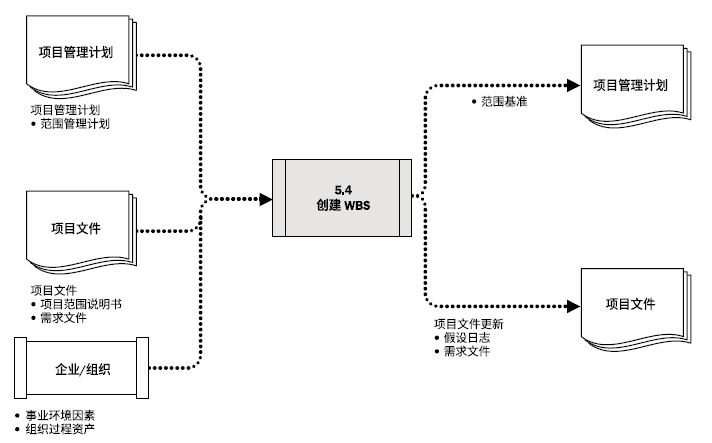 项目管理计划
项目管理计划
• 范围管理计划
项目文件
项目文件
• 项目范围说明书
• 需求文件
企业/组织
• 事业环境因素
• 组织过程资产
5.4
创建 WBS
• 范围基准
项目管理计划
项目文件更新
• 假设日志
• 需求文件
项目文件